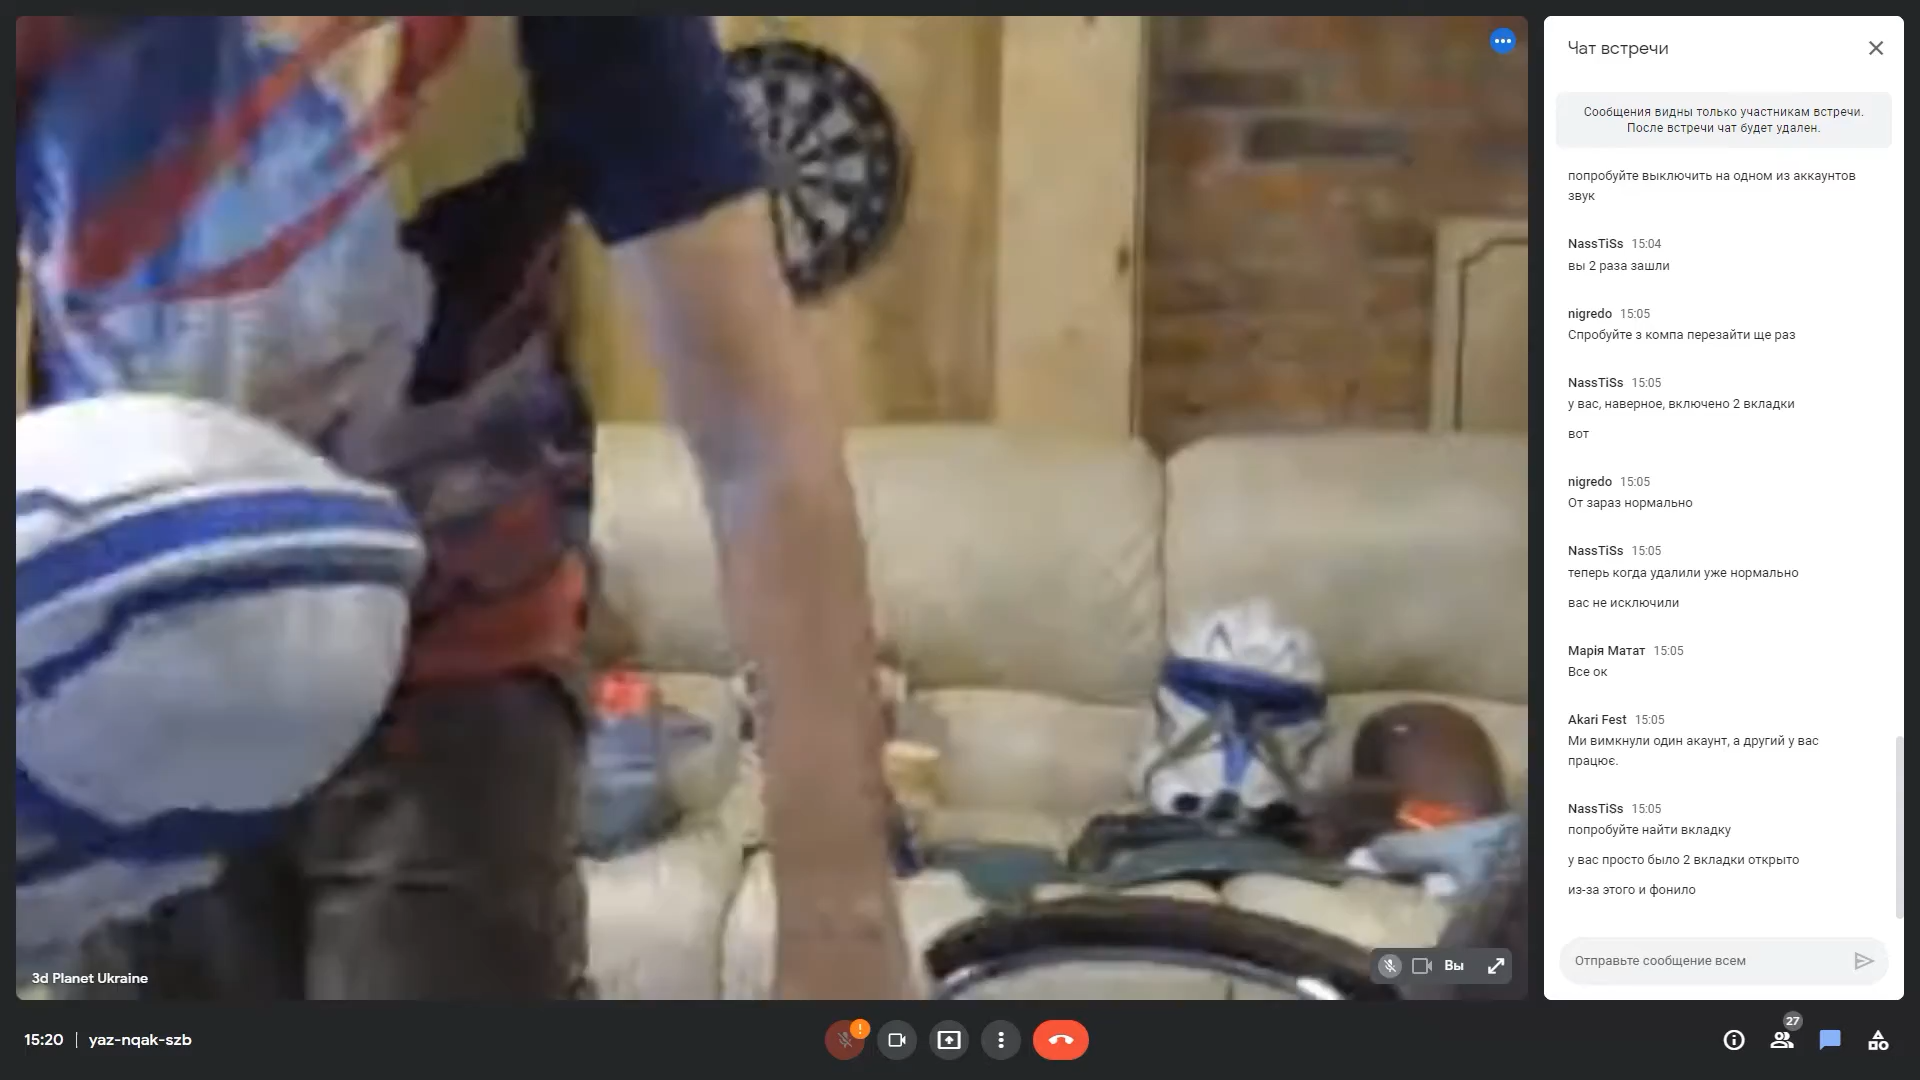 Чат встречи
Сообщения видны только участникам встречи.
После встречи чат будет удален.
попробуйте выключить на одном из аккаунтов
звук
NassTiSs 15:04
вы 2 раза зашли
nigredo 15:05
Спробуйте з компа перезайти ще раз
NassTiSs 15:05
у вас, наверное, включено 2 вкладки
вот
nigredo 15:05
От зараз нормально
NassTiSs 15:05
теперь когда удалили уже нормально
вас не исключили
Марія Матат 15:05
Все ок
Akari Fest 15:05
Ми вимкнули один акаунт, а другий у вас
працює.
NassTiSs 15:05
попробуйте найти вкладку
у вас просто было 2 вкладки открыто
из-за этого и фонило
Отправьте сообщение всем
3d Planet Ukraine
Вы
15:20 | yaz-nqak-szb
27